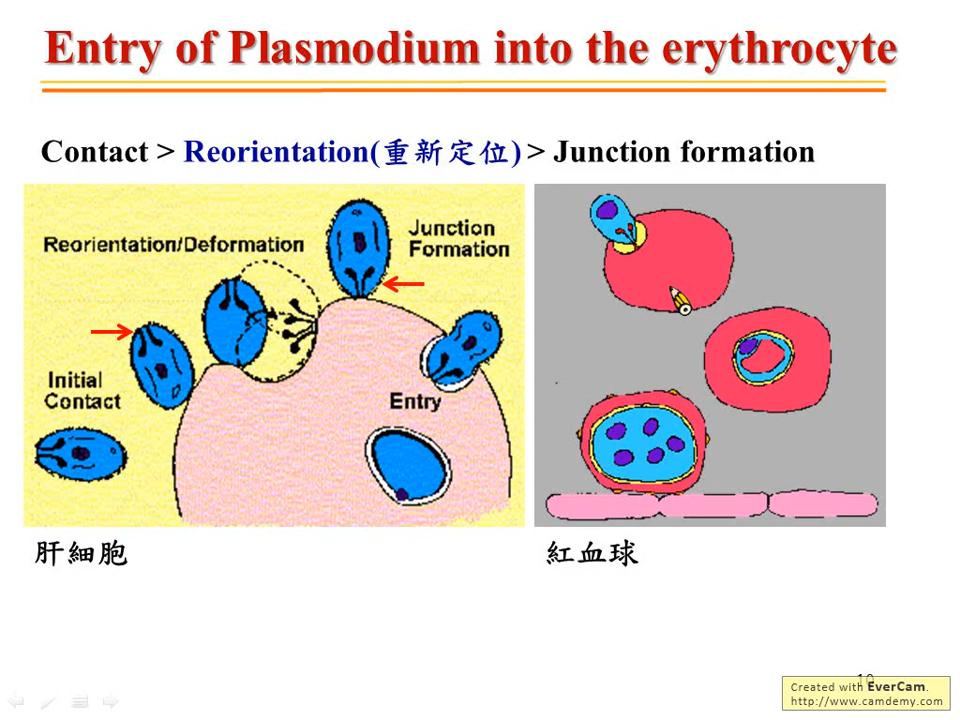 Entry of Plasmodium into the erythrocyte
Contact > Reorientation(重新定位) > Junction formation
Reorientation/Deformation
Junction
Formation
Initial
Contact
Entry
肝細胞
紅血球
10
Created with EverCam.
http://www.camdemy.com